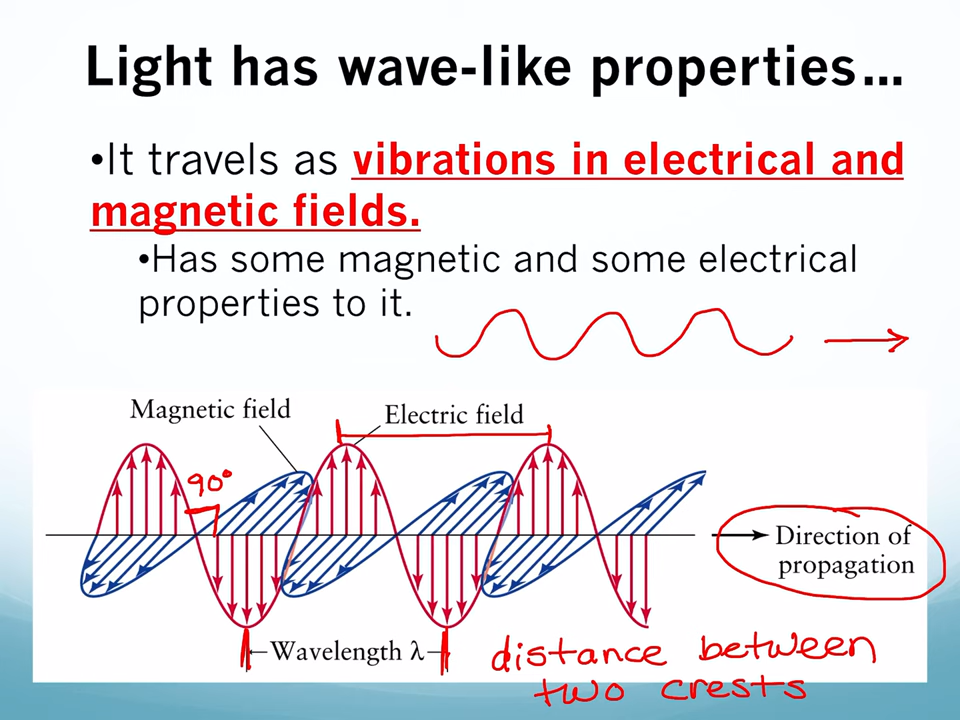 Light has wave-like properties…
•It travels as vibrations in electrical and
magnetic fields.
•Has some magnetic and some electrical
properties to it.
Magnetic field
Electric field
90°
Direction of
propagation
Wavelength λ
distance between
two crests